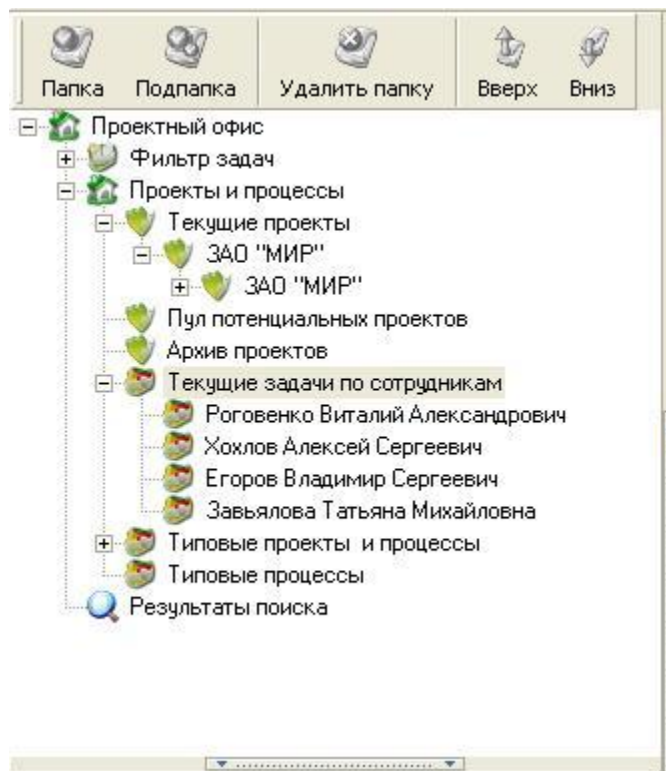 Папка Подпапка Удалить папку Вверх Вниз
Проектный офис
Фильтр задач
Проекты и процессы
Текущие проекты
ЗАО "МИР"
ЗАО "МИР"
Пул потенциальных проектов
Архив проектов
Текущие задачи по сотрудникам
Роговенко Виталий Александрович
Хохлов Алексей Сергеевич
Егоров Владимир Сергеевич
Завьялова Татьяна Михайловна
Типовые проекты и процессы
Типовые процессы
Результаты поиска